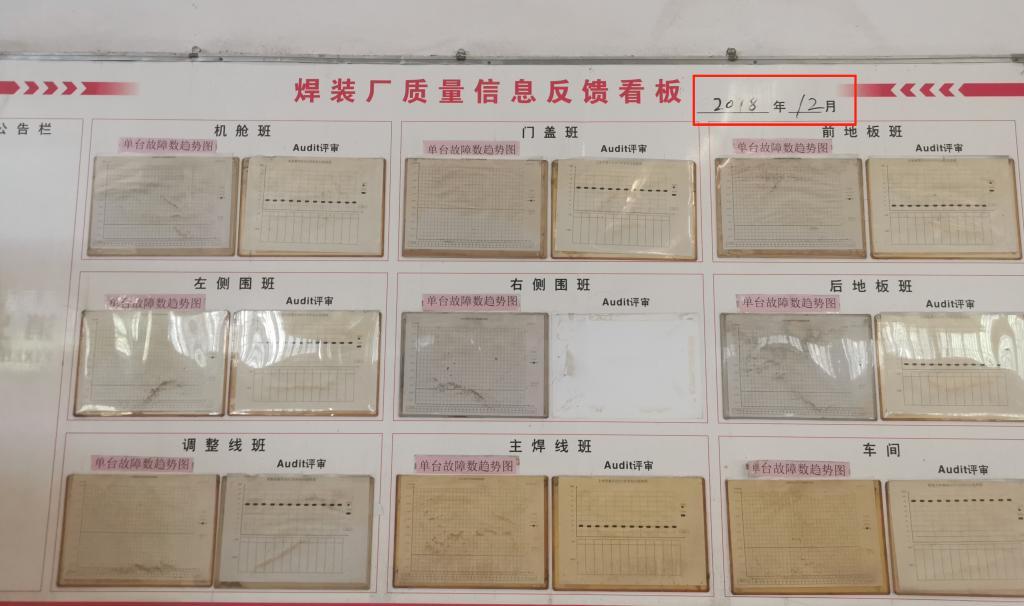 焊装厂质量信息反馈看板 2018年12月
公告栏
机舱班
单台故障数趋势图 Audit评审
门盖班
单台故障数趋势图 Audit评审
前地板班
单台故障数趋势图 Audit评审
左侧围班
单台故障数趋势图 Audit评审
右侧围班
单台故障数趋势图 Audit评审
后地板班
单台故障数趋势图 Audit评审
调整线班
单台故障数趋势图 Audit评审
主焊线班
单台故障数趋势图 Audit评审
车间
单台故障数趋势图 Audit评审